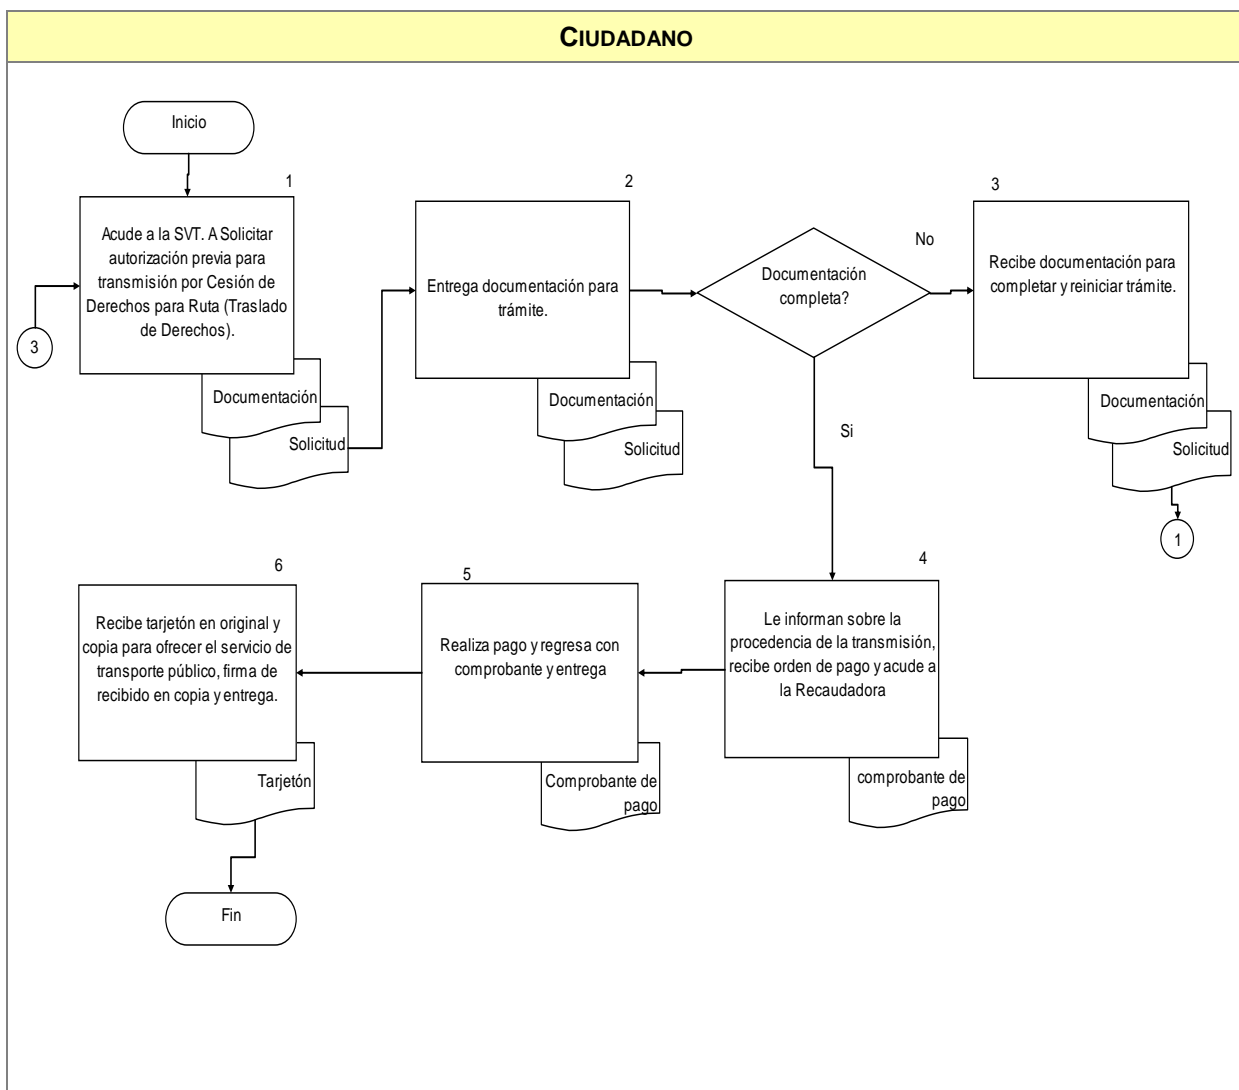 CIUDADANO
Inicio
1
Acude a la SVT. A Solicitar
autorización previa para
transmisión por Cesión de
Derechos para Ruta (Traslado
de Derechos).
3
Documentación
Solicitud
2
Entrega documentación para
trámite.
Documentación
Solicitud
Documentación
completa?
No
Si
3
Recibe documentación para
completar y reiniciar trámite.
Documentación
Solicitud
1
4
Le informan sobre la
procedencia de la transmisión,
recibe orden de pago y acude a
la Recaudadora
comprobante de
pago
5
Realiza pago y regresa con
comprobante y entrega
Comprobante de
pago
6
Recibe tarjetón en original y
copia para ofrecer el servicio de
transporte público, firma de
recibido en copia y entrega.
Tarjetón
Fin